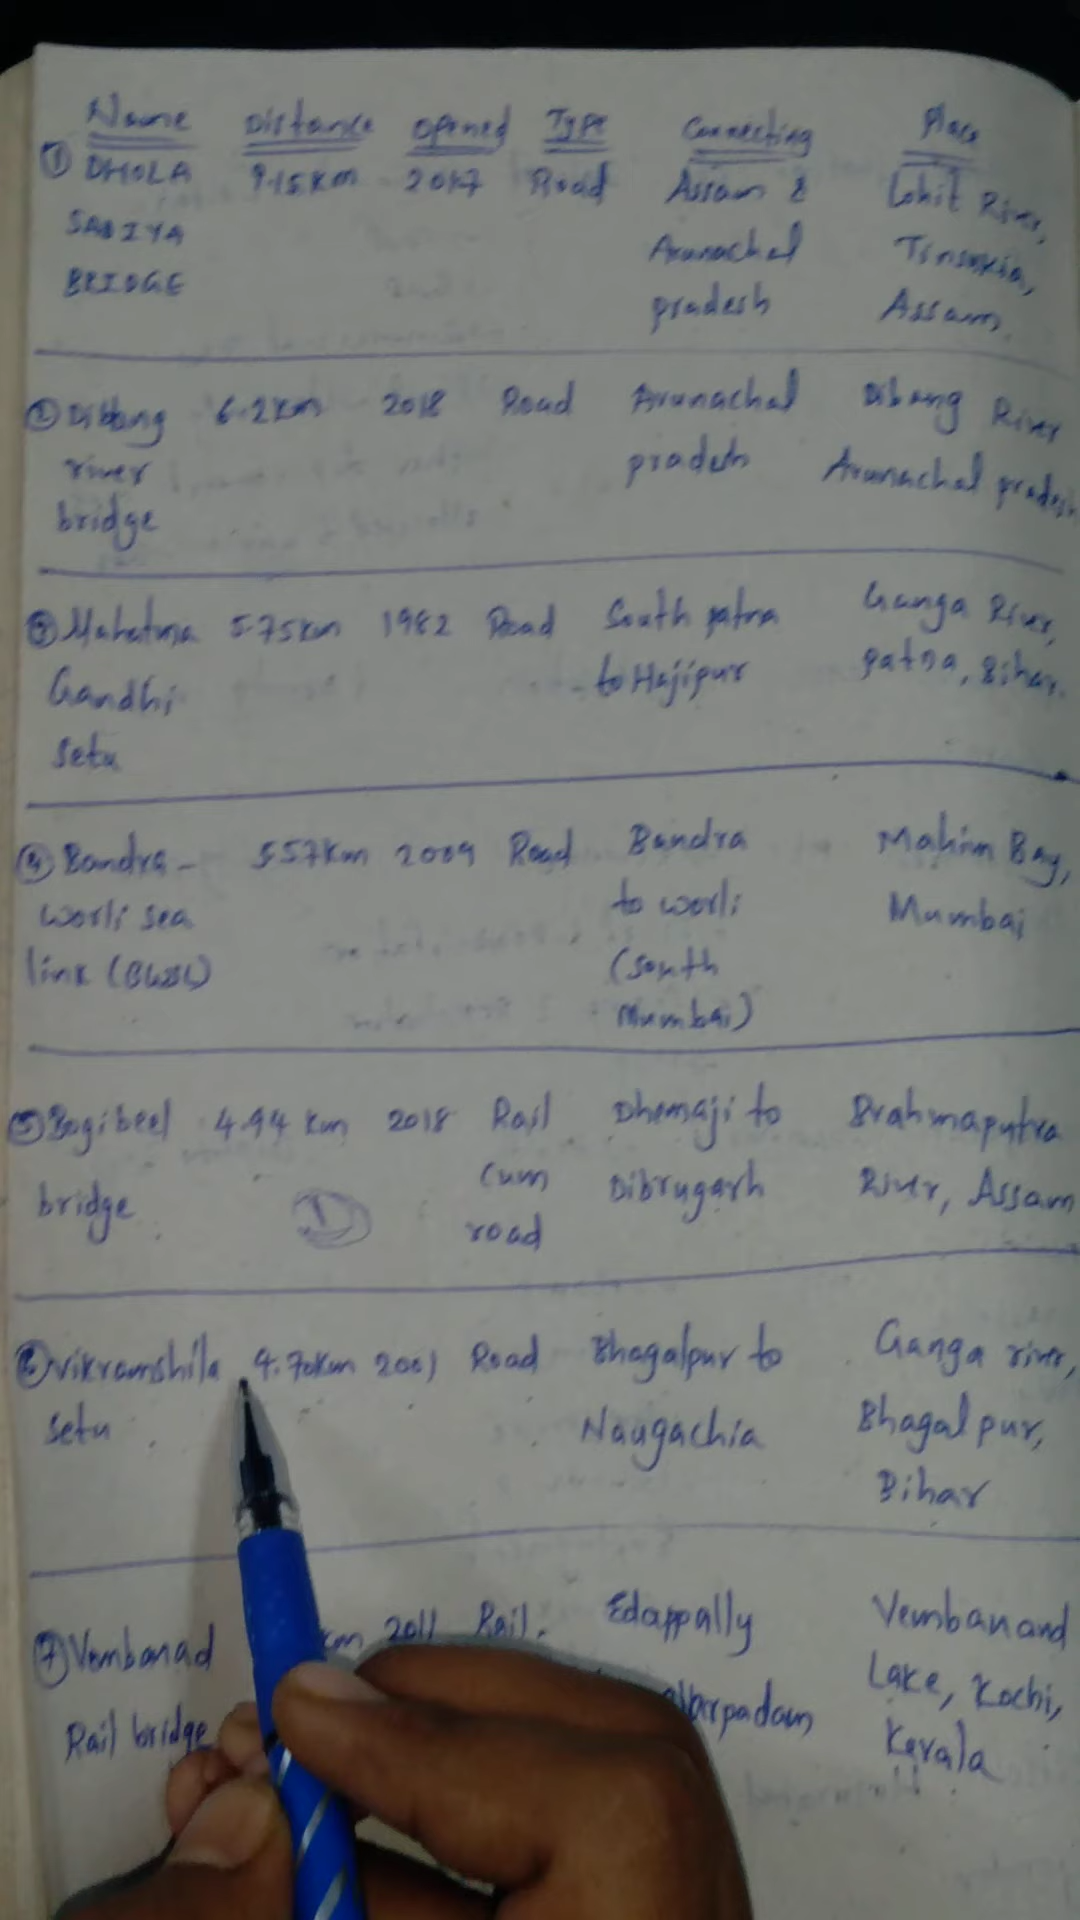 Name Distance Opened Type Connecting Place
① DHOLA 9.15km 2017 Road Assam & Lohit River,
SADIYA Arunachal Tinsukia,
BRIDGE pradesh Assam.
② Dibang 6.2km 2018 Road Arunachal Dibang River
river pradesh Arunachal pradesh
bridge
③ Mahatma 5.75km 1982 Road South patna Ganga River,
Gandhi to Hajipur patna, Bihar.
Setu
④ Bandra- 5.57km 2009 Road Bandra Mahim Bay,
worli sea to worli Mumbai
link (BWSL) (South
Mumbai)
⑤ Bogibeel 4.94 km 2018 Rail Dhemaji to Brahmaputra
bridge cum Dibrugarh River, Assam
road
⑥ Vikramshila 4.70km 2001 Road Bhagalpur to Ganga river,
Setu Naugachia Bhagalpur,
Bihar
⑦ Vembanad km 2011 Rail. Edappally Vembanand
Rail bridge Lake, Kochi,
Kerala